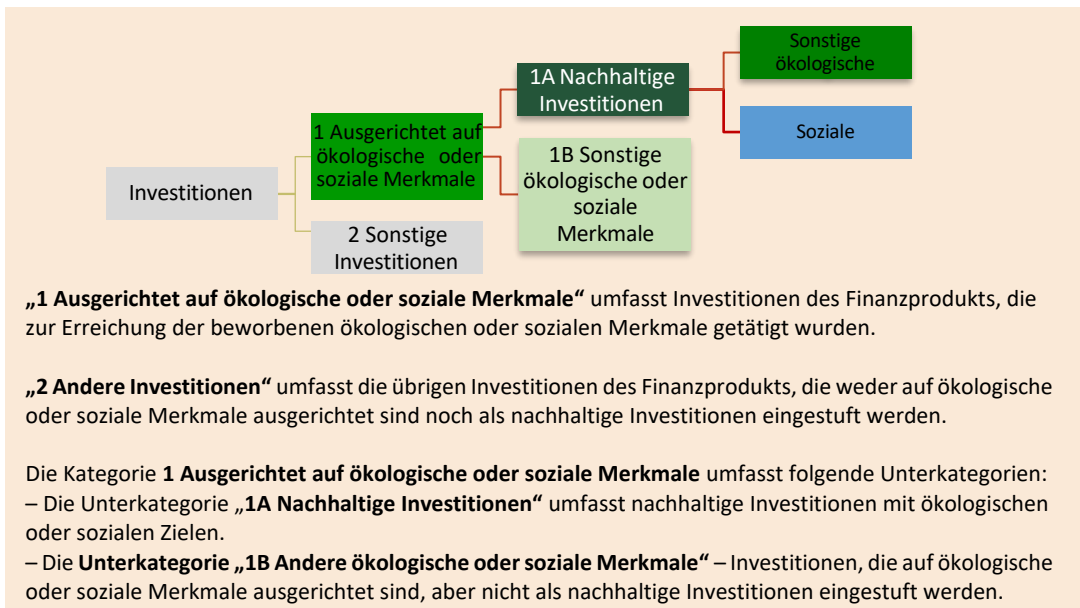 Sonstige
ökologische
1A Nachhaltige
Investitionen
Soziale
1 Ausgerichtet auf
ökologische oder
soziale Merkmale
1B Sonstige
ökologische oder
soziale
Merkmale
Investitionen
2 Sonstige
Investitionen
„1 Ausgerichtet auf ökologische oder soziale Merkmale“ umfasst Investitionen des Finanzprodukts, die
zur Erreichung der beworbenen ökologischen oder sozialen Merkmale getätigt wurden.
„2 Andere Investitionen“ umfasst die übrigen Investitionen des Finanzprodukts, die weder auf ökologische
oder soziale Merkmale ausgerichtet sind noch als nachhaltige Investitionen eingestuft werden.
Die Kategorie 1 Ausgerichtet auf ökologische oder soziale Merkmale umfasst folgende Unterkategorien:
– Die Unterkategorie „1A Nachhaltige Investitionen“ umfasst nachhaltige Investitionen mit ökologischen
oder sozialen Zielen.
– Die Unterkategorie „1B Andere ökologische oder soziale Merkmale“ – Investitionen, die auf ökologische
oder soziale Merkmale ausgerichtet sind, aber nicht als nachhaltige Investitionen eingestuft werden.